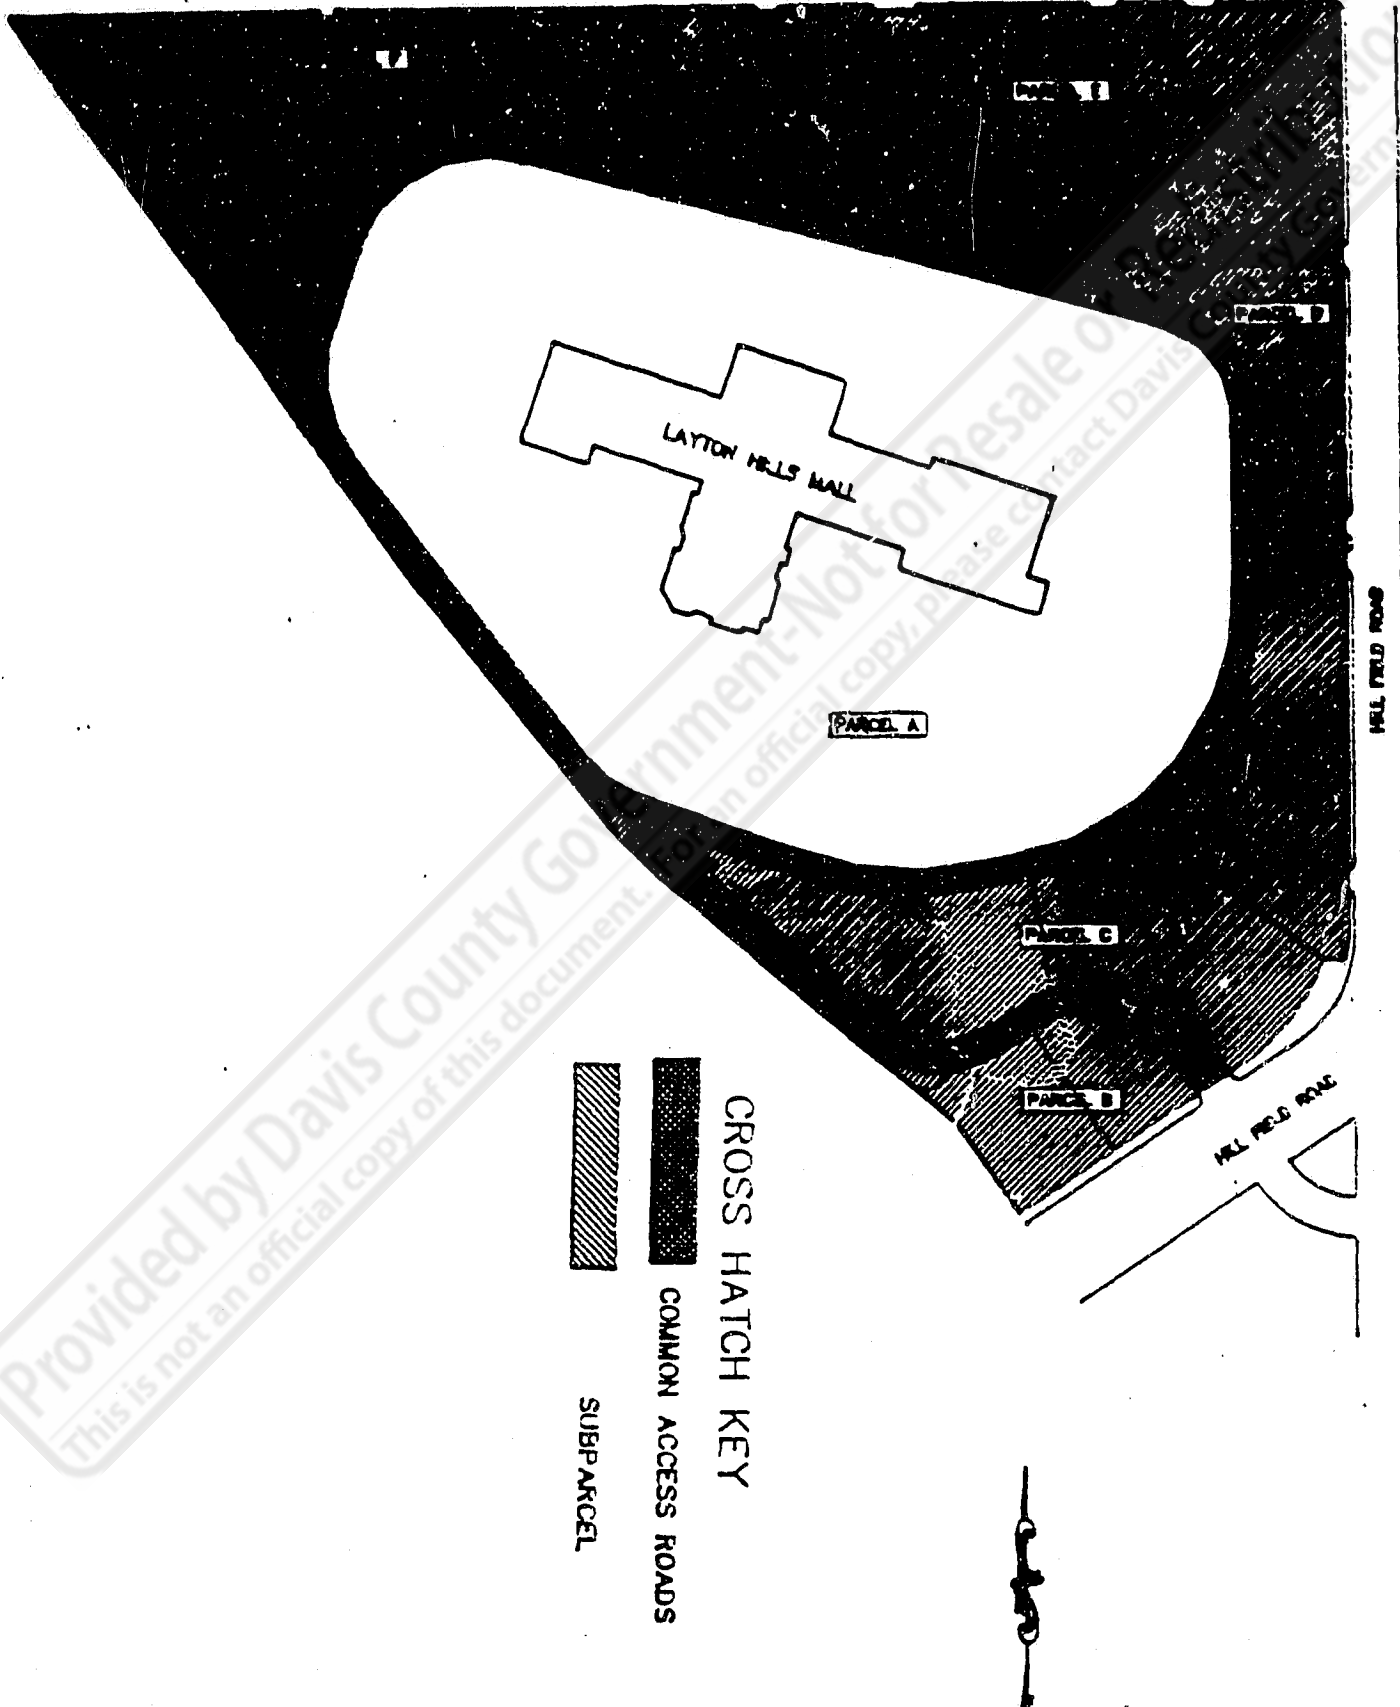 PARCEL D
LAYTON HILLS MALL
HILL FIELD ROAD
PARCEL A
PARCEL C
PARCEL B
HILL FIELD ROAD
CROSS HATCH KEY
COMMON ACCESS ROADS
SUBPARCEL
Provided by Davis County Government-Not for Resale or Redistribution
This is not an official copy of this document. For an official copy, please contact Davis County Govern